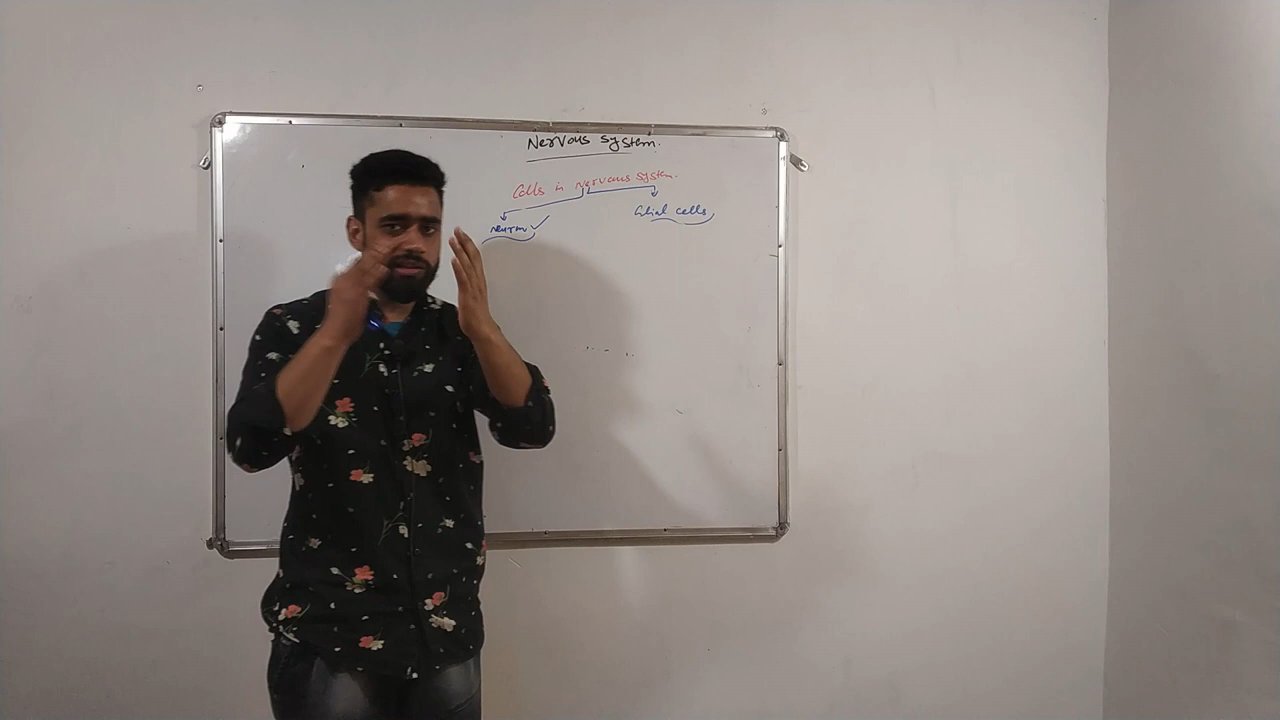 Nervous system.
Cells in nervous system.
neuron
Glial cells